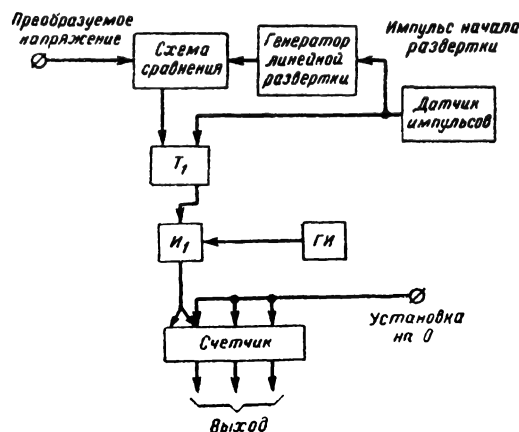 Преобразуемое
напряжение
Схема
сравнения
Генератор
линейной
развертки
Импульс начала
развертки
Датчик
импульсов
Т1
И1
ГИ
Установка
на 0
Счетчик
Выход